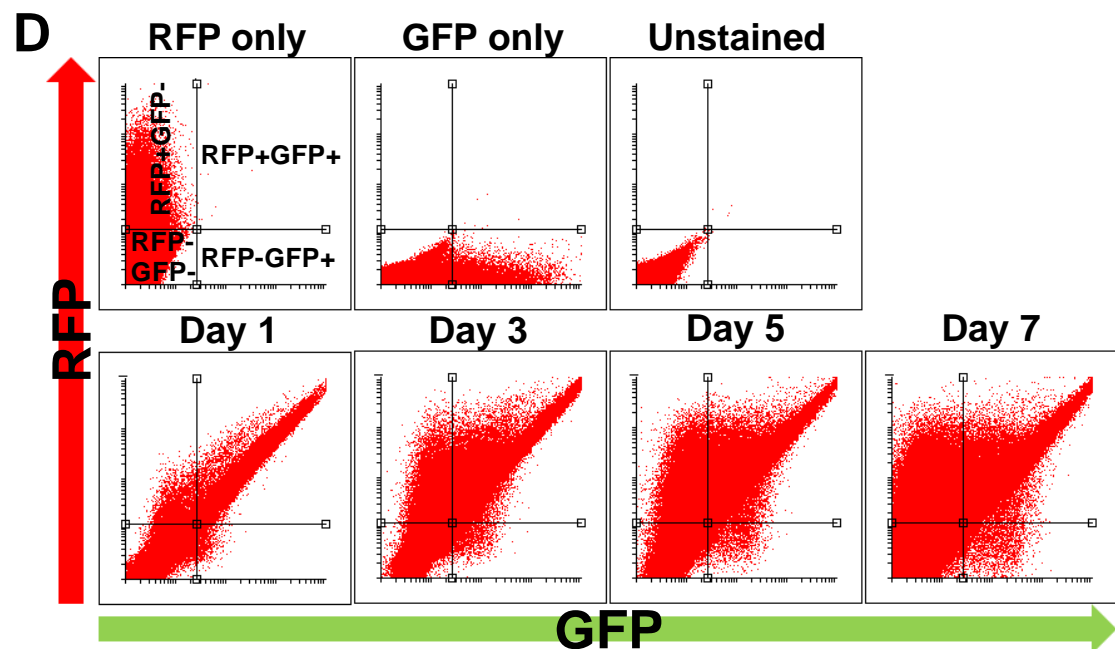 D
RFP only
GFP only
Unstained
RFP+GFP-
RFP+GFP+
RFP-
GFP-
RFP-GFP+
RFP
Day 1
Day 3
Day 5
Day 7
GFP